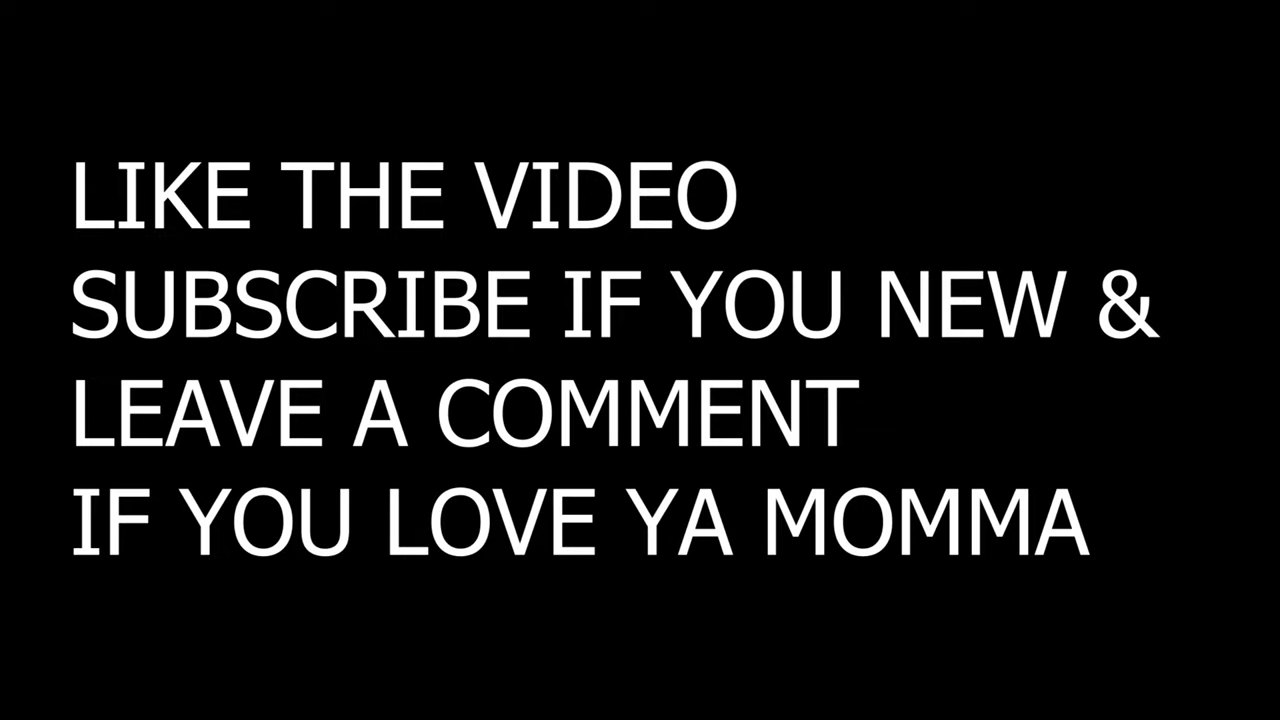 LIKE THE VIDEO
SUBSCRIBE IF YOU NEW &
LEAVE A COMMENT
IF YOU LOVE YA MOMMA